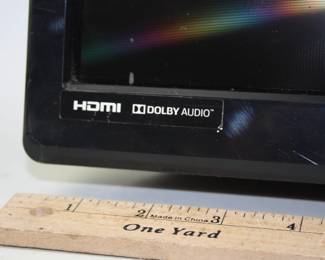 HDMI DOLBY AUDIO™
1 2 Made in China 3 4
One Yard